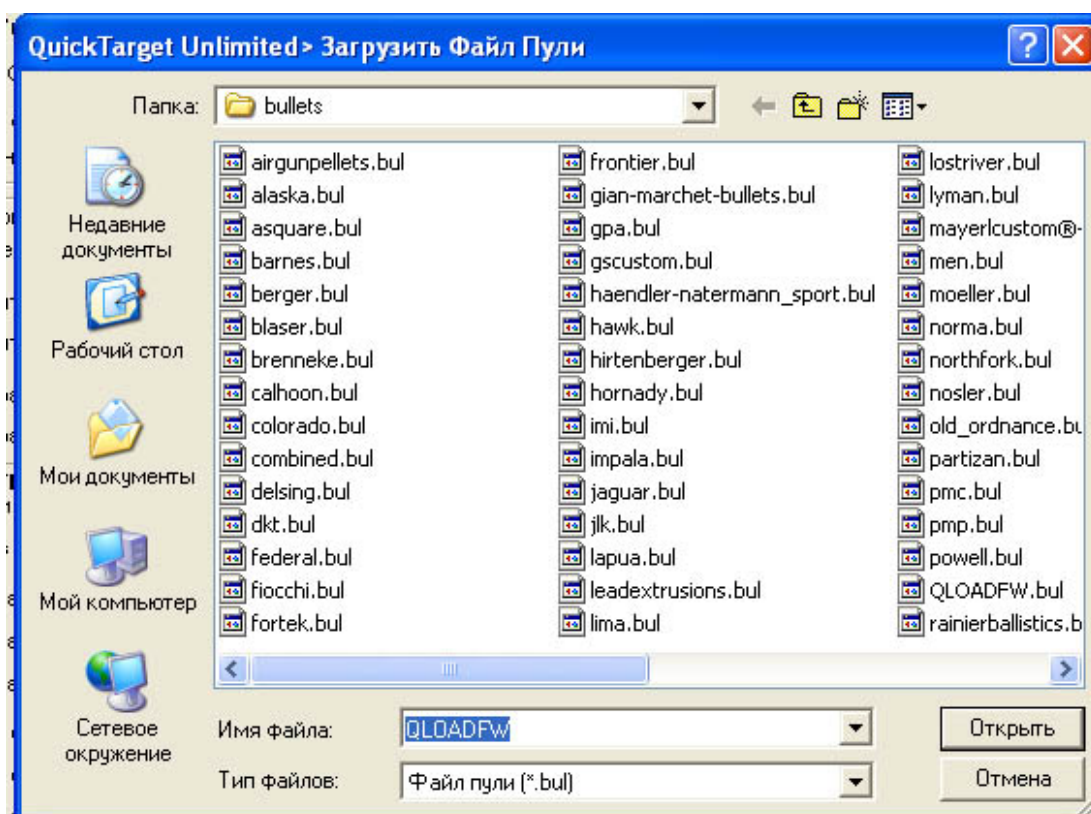 QuickTarget Unlimited> Загрузить Файл Пули
Папка:
bullets
Недавние
документы
Рабочий стол
Мои документы
Мой компьютер
Сетевое
окружение
airgunpellets.bul
alaska.bul
asquare.bul
barnes.bul
berger.bul
blaser.bul
brenneke.bul
calhoon.bul
colorado.bul
combined.bul
delsing.bul
dkt.bul
federal.bul
fiocchi.bul
fortek.bul
frontier.bul
gian-marchet-bullets.bul
gpa.bul
gscustom.bul
haendler-natermann_sport.bul
hawk.bul
hirtenberger.bul
hornady.bul
imi.bul
impala.bul
jaguar.bul
jlk.bul
lapua.bul
leadextrusions.bul
lima.bul
lostriver.bul
lyman.bul
mayerlcustom®-
men.bul
moeller.bul
norma.bul
northfork.bul
nosler.bul
old_ordnance.bu
partizan.bul
pmc.bul
pmp.bul
powell.bul
QLOADFW.bul
rainierballistics.b
Имя файла:
QLOADFW
Открыть
Тип файлов:
Файл пули (*.bul)
Отмена